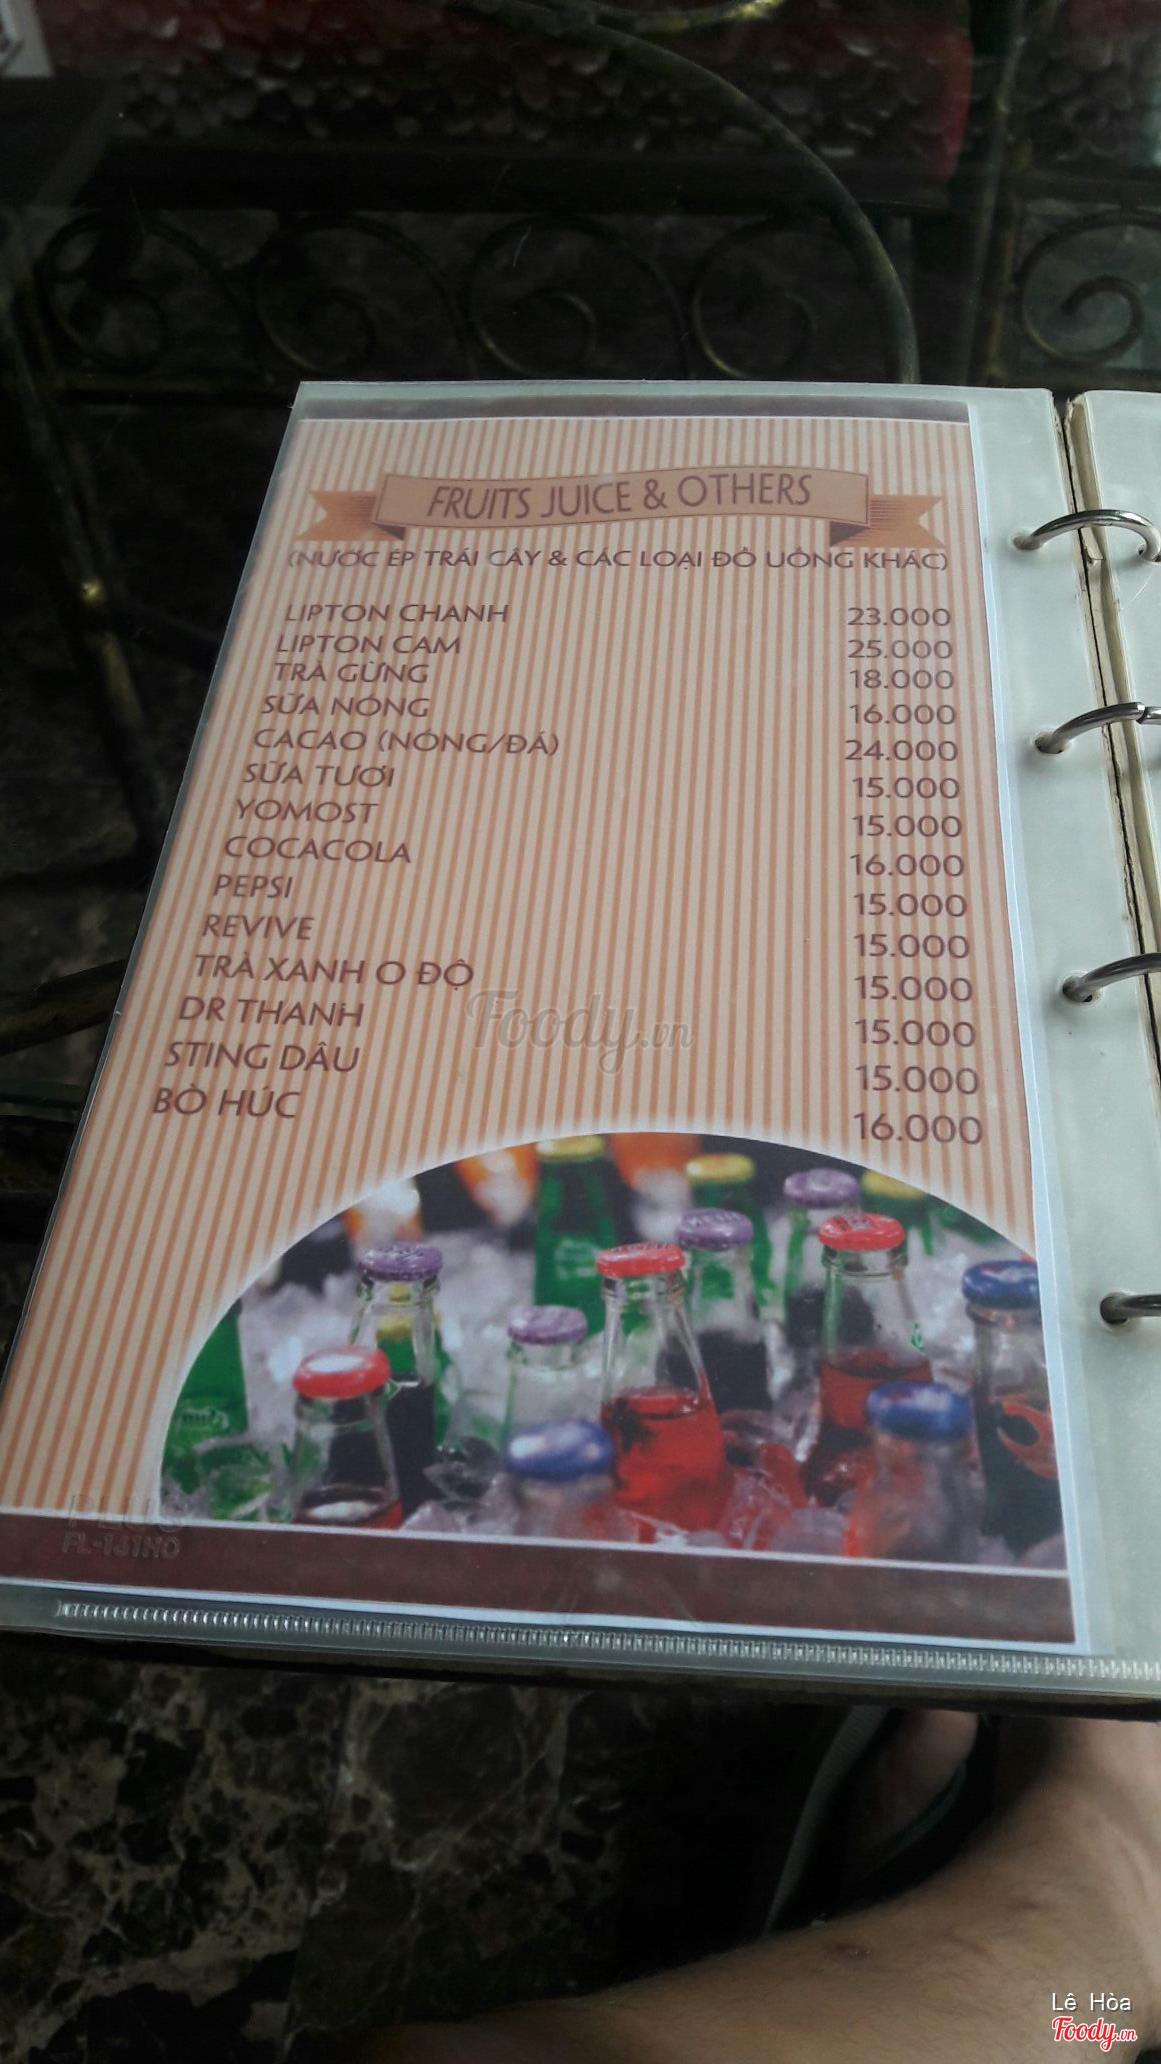 FRUITS JUICE & OTHERS
(NƯỚC ÉP TRÁI CÂY & CÁC LOẠI ĐỒ UỐNG KHÁC)
LIPTON CHANH 23.000
LIPTON CAM 25.000
TRÀ GỪNG 18.000
SỮA NÓNG 16.000
CACAO (NÓNG/ĐÁ) 24.000
SỮA TƯƠI 15.000
YOMOST 15.000
COCACOLA 16.000
PEPSI 15.000
REVIVE 15.000
TRÀ XANH O ĐỘ 15.000
DR THANH 15.000
STING DÂU 15.000
BÒ HÚC 16.000
Foody.vn
PLUS
FL-131HO
Lê Hòa
Foody.vn